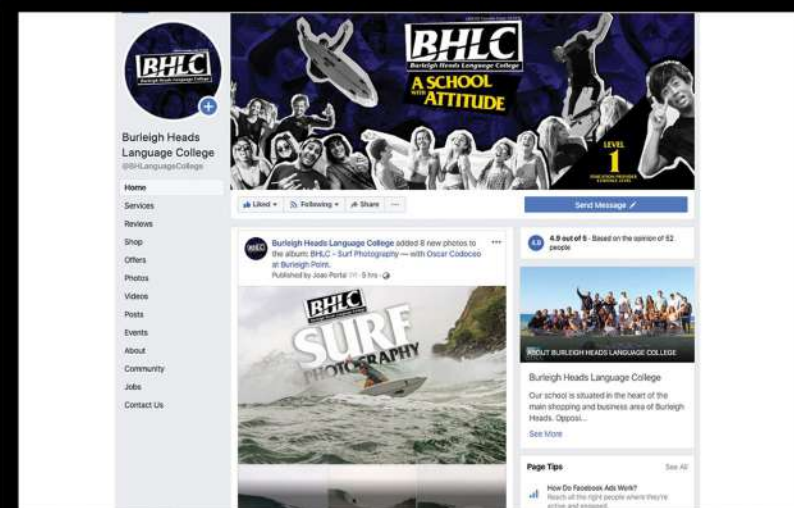 BHLC
Burleigh Heads Language College
A SCHOOL
WITH ATTITUDE
LEVEL
1
BHLC
Burleigh Heads Language College
Burleigh Heads
Language College
@BHLanguageCollege
Home
Services
Reviews
Shop
Offers
Photos
Videos
Posts
Events
About
Community
Jobs
Contact Us
Liked
Following
Share
Send Message
Burleigh Heads Language College added 8 new photos to
the album: BHLC - Surf Photography — with Oscar Codoceo
at Burleigh Point.
Published by Joao Portal · 5 hrs ·
BHLC
SURF
PHOTOGRAPHY
4.9
4.9 out of 5 · Based on the opinion of 52
people
ABOUT BURLEIGH HEADS LANGUAGE COLLEGE
Burleigh Heads Language College
Our school is situated in the heart of the
main shopping and business area of Burleigh
Heads. Opposi...
See More
Page Tips
See All
How Do Facebook Ads Work?
Reach all the right people where they're
active and engaged.